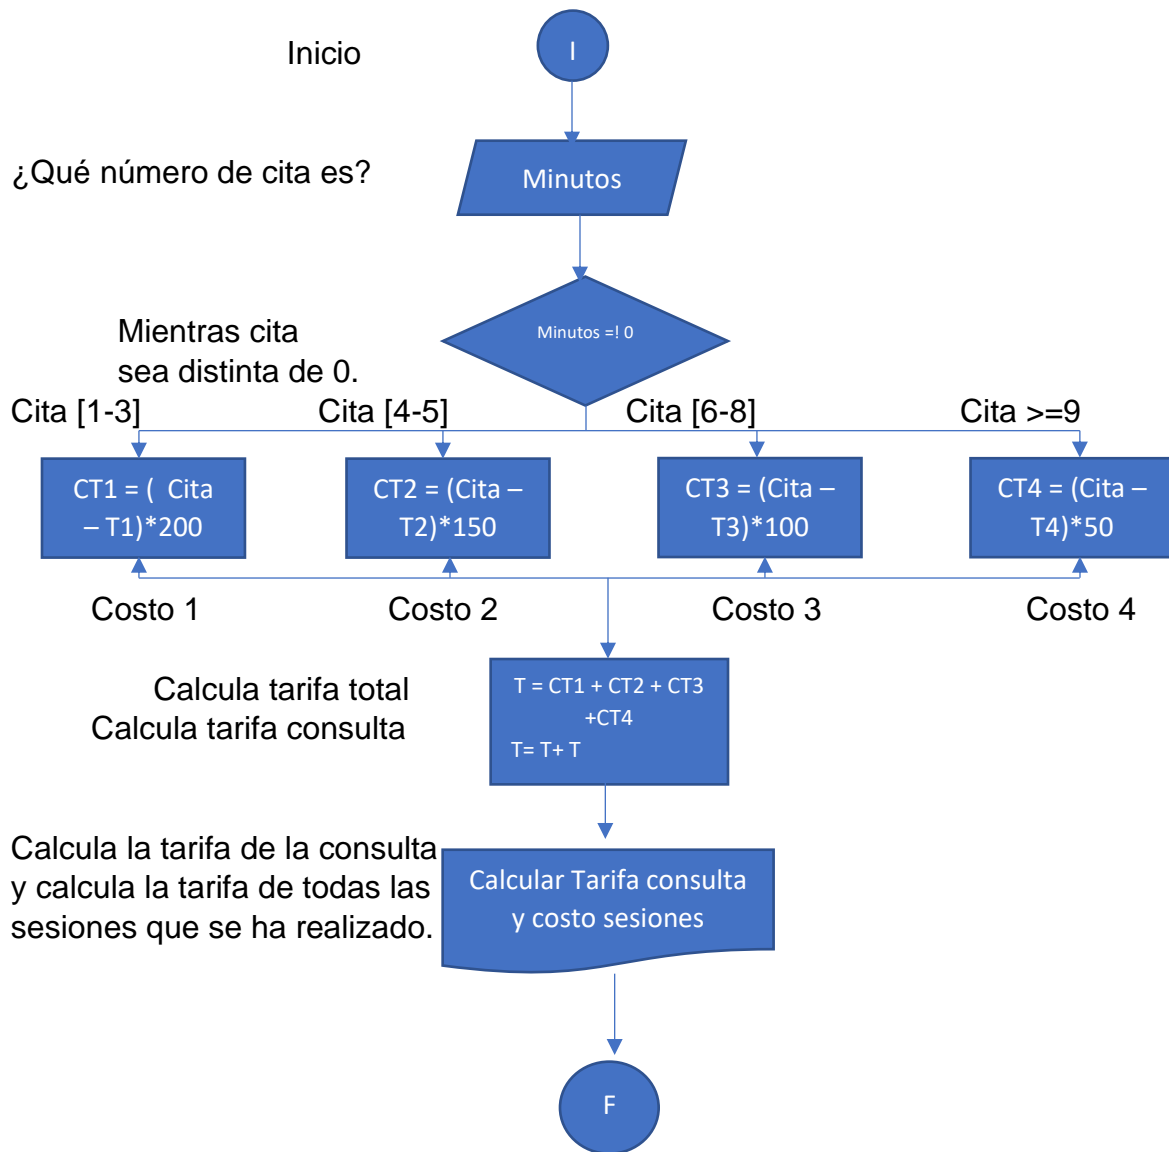 Inicio
I
¿Qué número de cita es?
Minutos
Minutos =! 0
Mientras cita
sea distinta de 0.
Cita [1-3]
Cita [4-5]
Cita [6-8]
Cita >=9
CT1 = (  Cita
– T1)*200
CT2 = (Cita –
T2)*150
CT3 = (Cita –
T3)*100
CT4 = (Cita –
T4)*50
Costo 1
Costo 2
Costo 3
Costo 4
Calcula tarifa total
Calcula tarifa consulta
T = CT1 + CT2 + CT3
+CT4
T= T+ T
Calcula la tarifa de la consulta
y calcula la tarifa de todas las
sesiones que se ha realizado.
Calcular Tarifa consulta
y costo sesiones
F